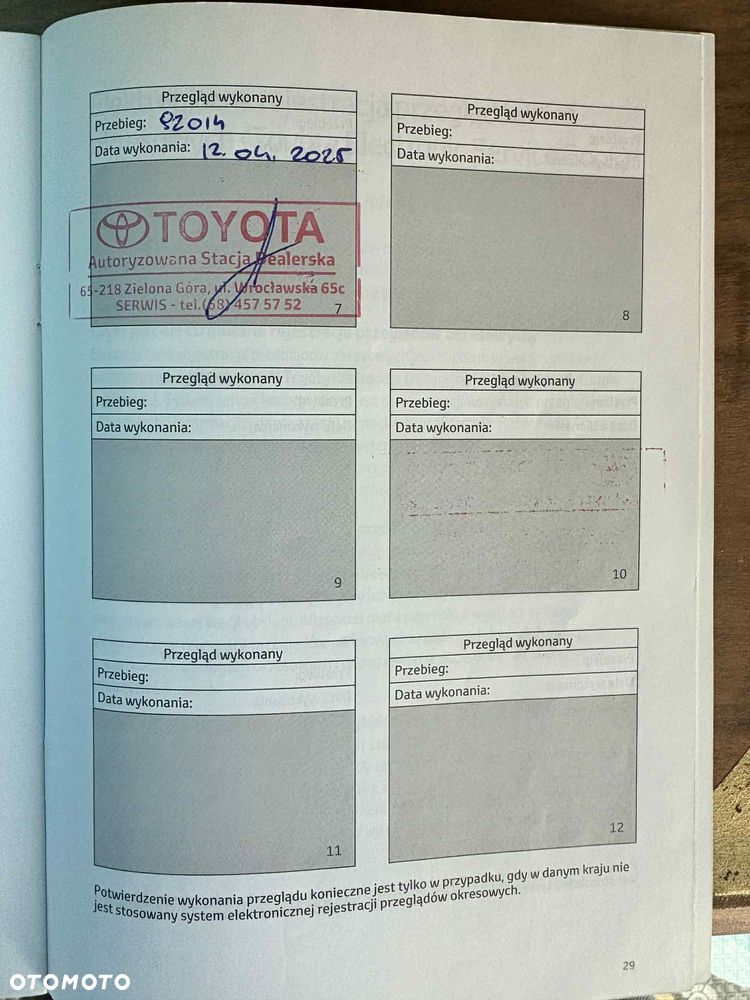 Przegląd wykonany
Przebieg: 92014
Data wykonania: 12.04.2025
TOYOTA
Autoryzowana Stacja Dealerska
65-218 Zielona Góra, ul. Wrocławska 65c
SERWIS - tel.(68) 457 57 52
7
Przegląd wykonany
Przebieg:
Data wykonania:
8
Przegląd wykonany
Przebieg:
Data wykonania:
9
Przegląd wykonany
Przebieg:
Data wykonania:
10
Przegląd wykonany
Przebieg:
Data wykonania:
11
Przegląd wykonany
Przebieg:
Data wykonania:
12
Potwierdzenie wykonania przeglądu konieczne jest tylko w przypadku, gdy w danym kraju nie
jest stosowany system elektronicznej rejestracji przeglądów okresowych.
29
OTOMOTO